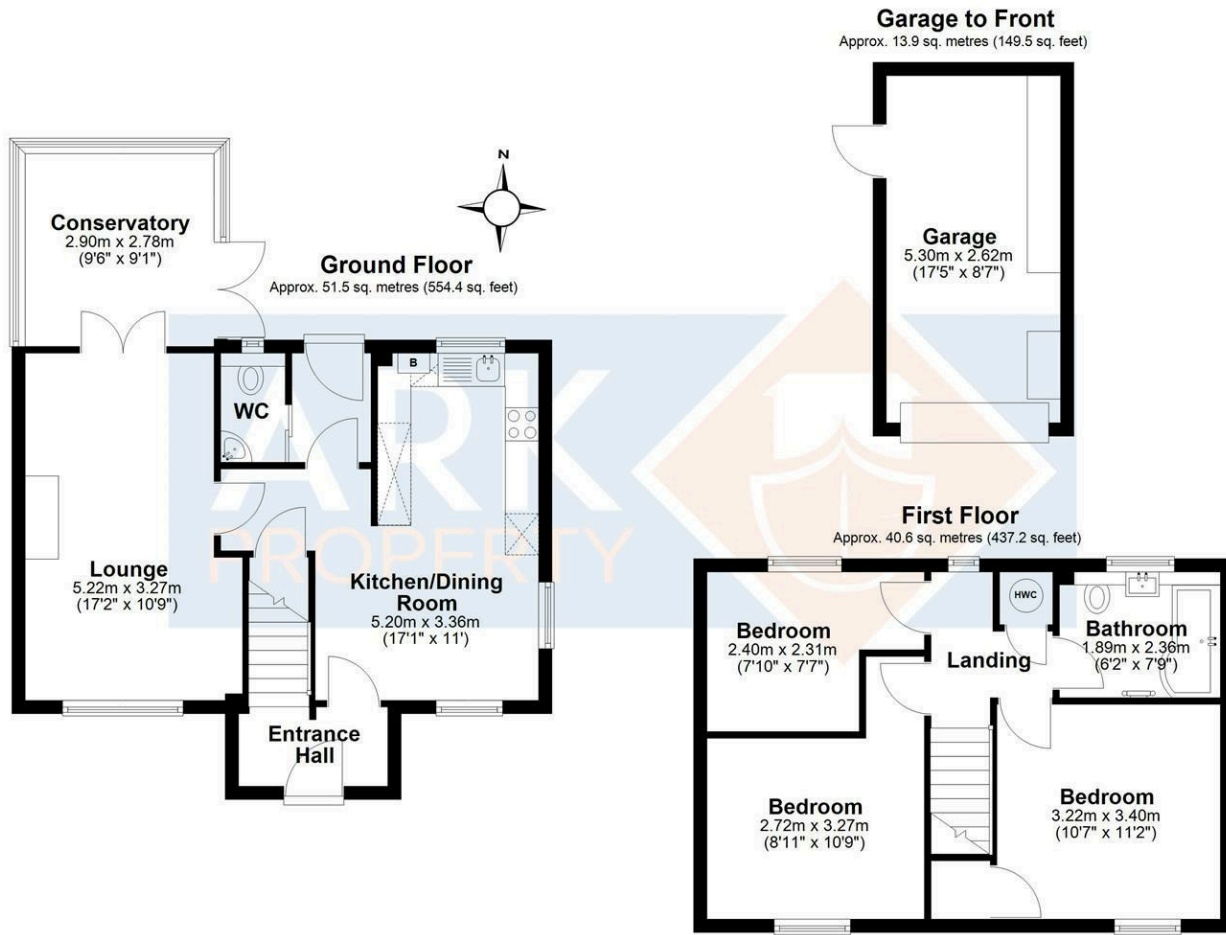 Garage to Front
Approx. 13.9 sq. metres (149.5 sq. feet)
Garage
5.30m x 2.62m
(17'5" x 8'7")
N
Conservatory
2.90m x 2.78m
(9'6" x 9'1")
Ground Floor
Approx. 51.5 sq. metres (554.4 sq. feet)
B
WC
Lounge
5.22m x 3.27m
(17'2" x 10'9")
Kitchen/Dining
Room
5.20m x 3.36m
(17'1" x 11')
Entrance
Hall
ARK
PROPERTY
First Floor
Approx. 40.6 sq. metres (437.2 sq. feet)
HWC
Bedroom
2.40m x 2.31m
(7'10" x 7'7")
Landing
Bathroom
1.89m x 2.36m
(6'2" x 7'9")
Bedroom
2.72m x 3.27m
(8'11" x 10'9")
Bedroom
3.22m x 3.40m
(10'7" x 11'2")